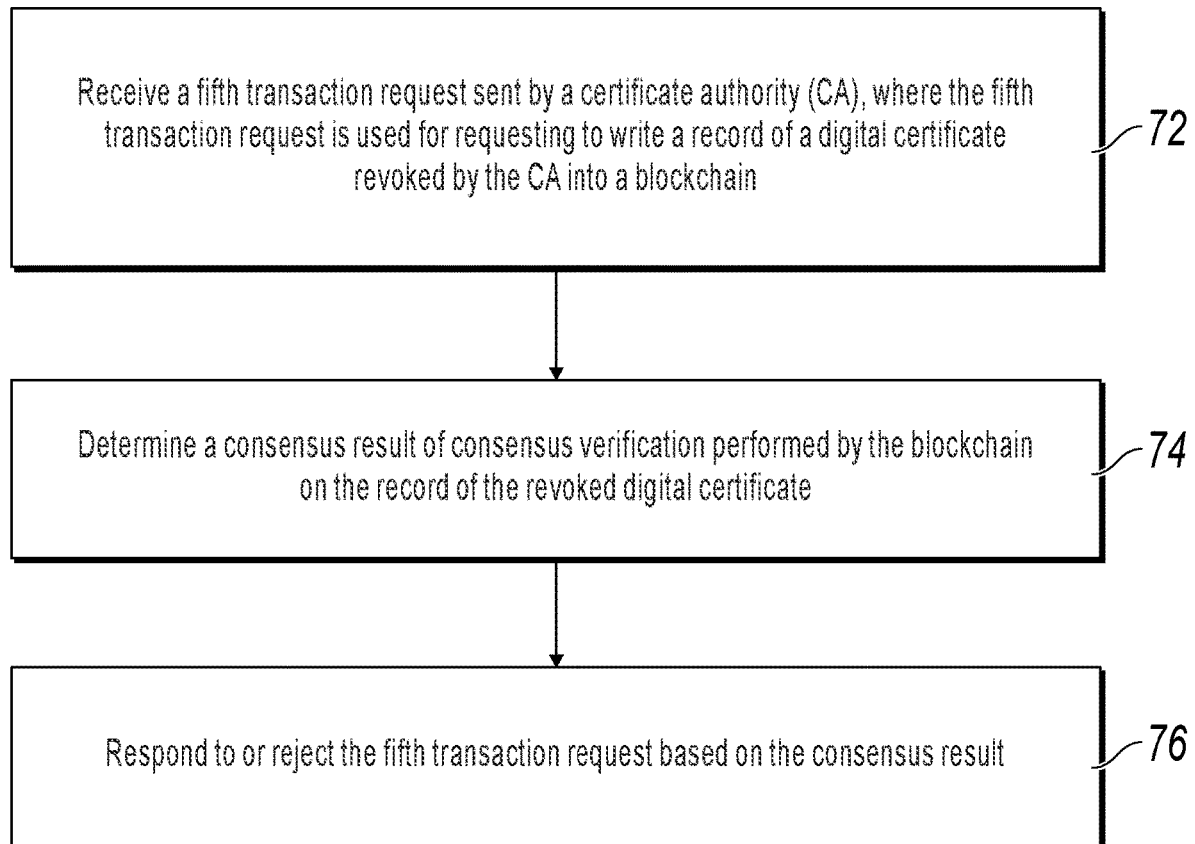 Receive a fifth transaction request sent by a certificate authority (CA), where the fifth
transaction request is used for requesting to write a record of a digital certificate
revoked by the CA into a blockchain
72
Determine a consensus result of consensus verification performed by the blockchain
on the record of the revoked digital certificate
74
Respond to or reject the fifth transaction request based on the consensus result
76